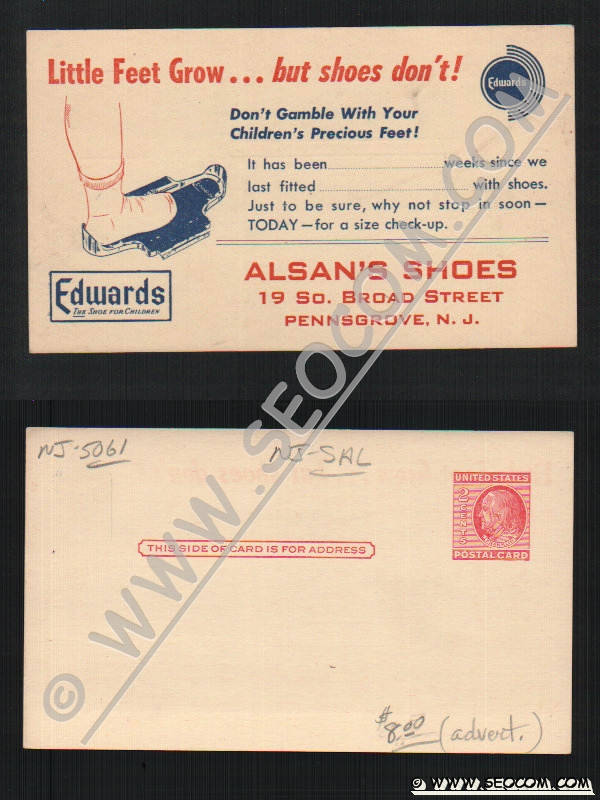 Little Feet Grow... but shoes don't!
Edwards
Don't Gamble With Your
Children's Precious Feet!
It has been weeks since we
last fitted with shoes.
Just to be sure, why not stop in soon—
TODAY—for a size check-up.
Edwards
THE SHOE FOR CHILDREN
ALSAN'S SHOES
19 SO. BROAD STREET
PENNSGROVE, N. J.
NJ-5061
NJ-SAL
UNITED STATES
2 CENTS
POSTAL CARD
THIS SIDE OF CARD IS FOR ADDRESS
$8.00 (advert.)
© WWW.SEOCOM.COM
© WWW.SEOCOM.COM